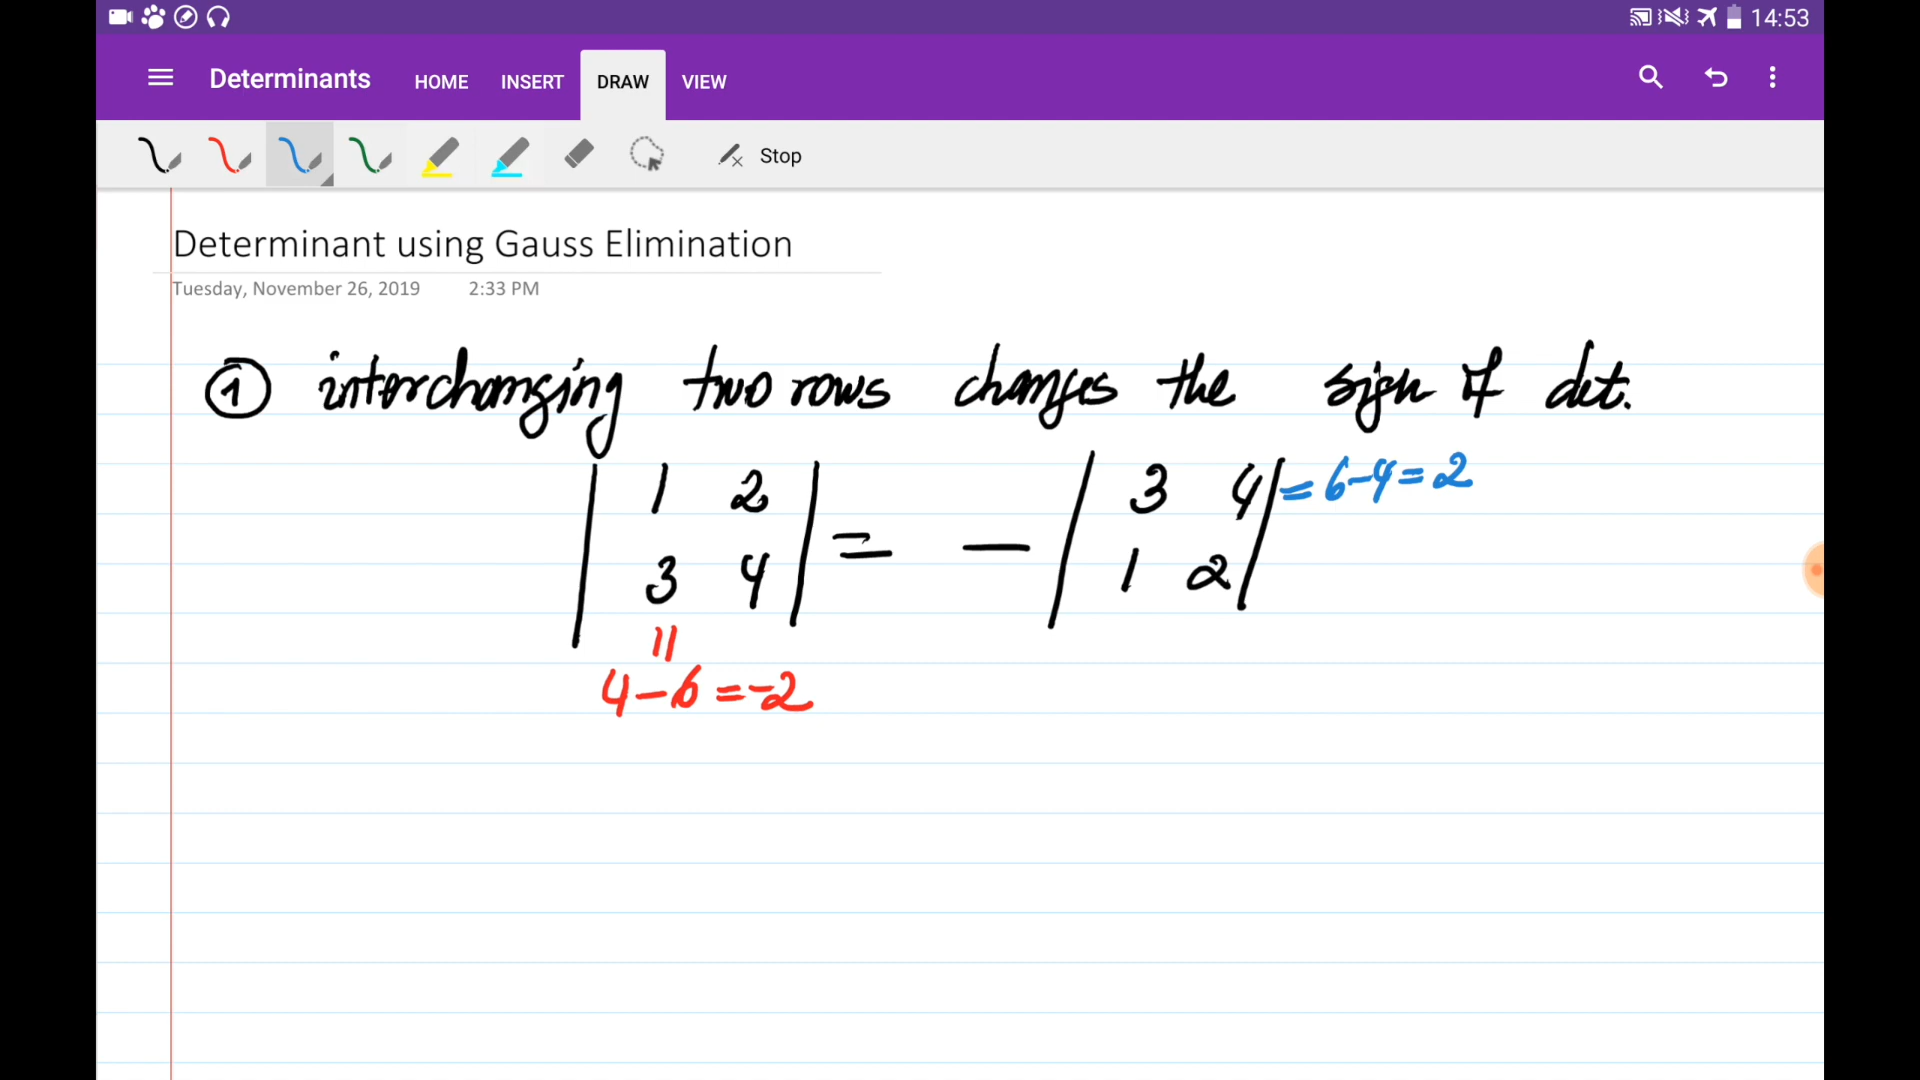 14:53
Determinants HOME INSERT DRAW VIEW
Stop
Determinant using Gauss Elimination
Tuesday, November 26, 2019 2:33 PM
① interchanging two rows changes the sign of det.
| 1 2 | = − | 3 4 | = 6−4=2
| 3 4 | | 1 2 |
||
4−6=−2